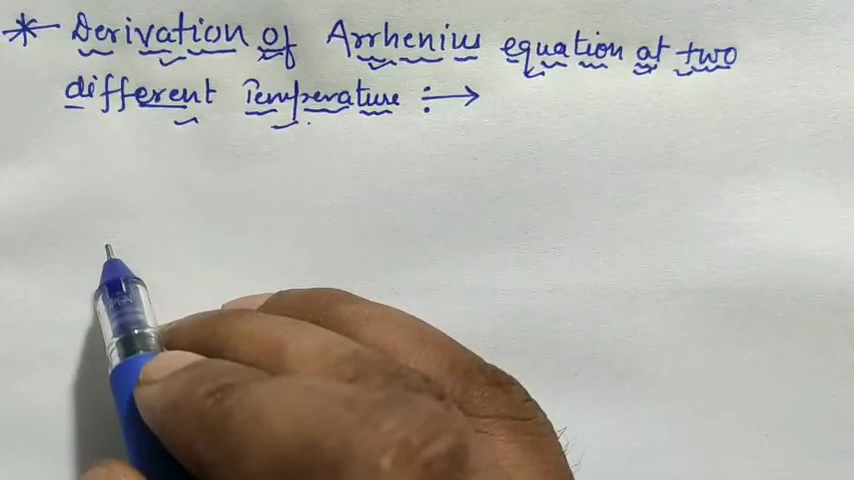 * Derivation of Arrhenius equation at two
different Temperature :→